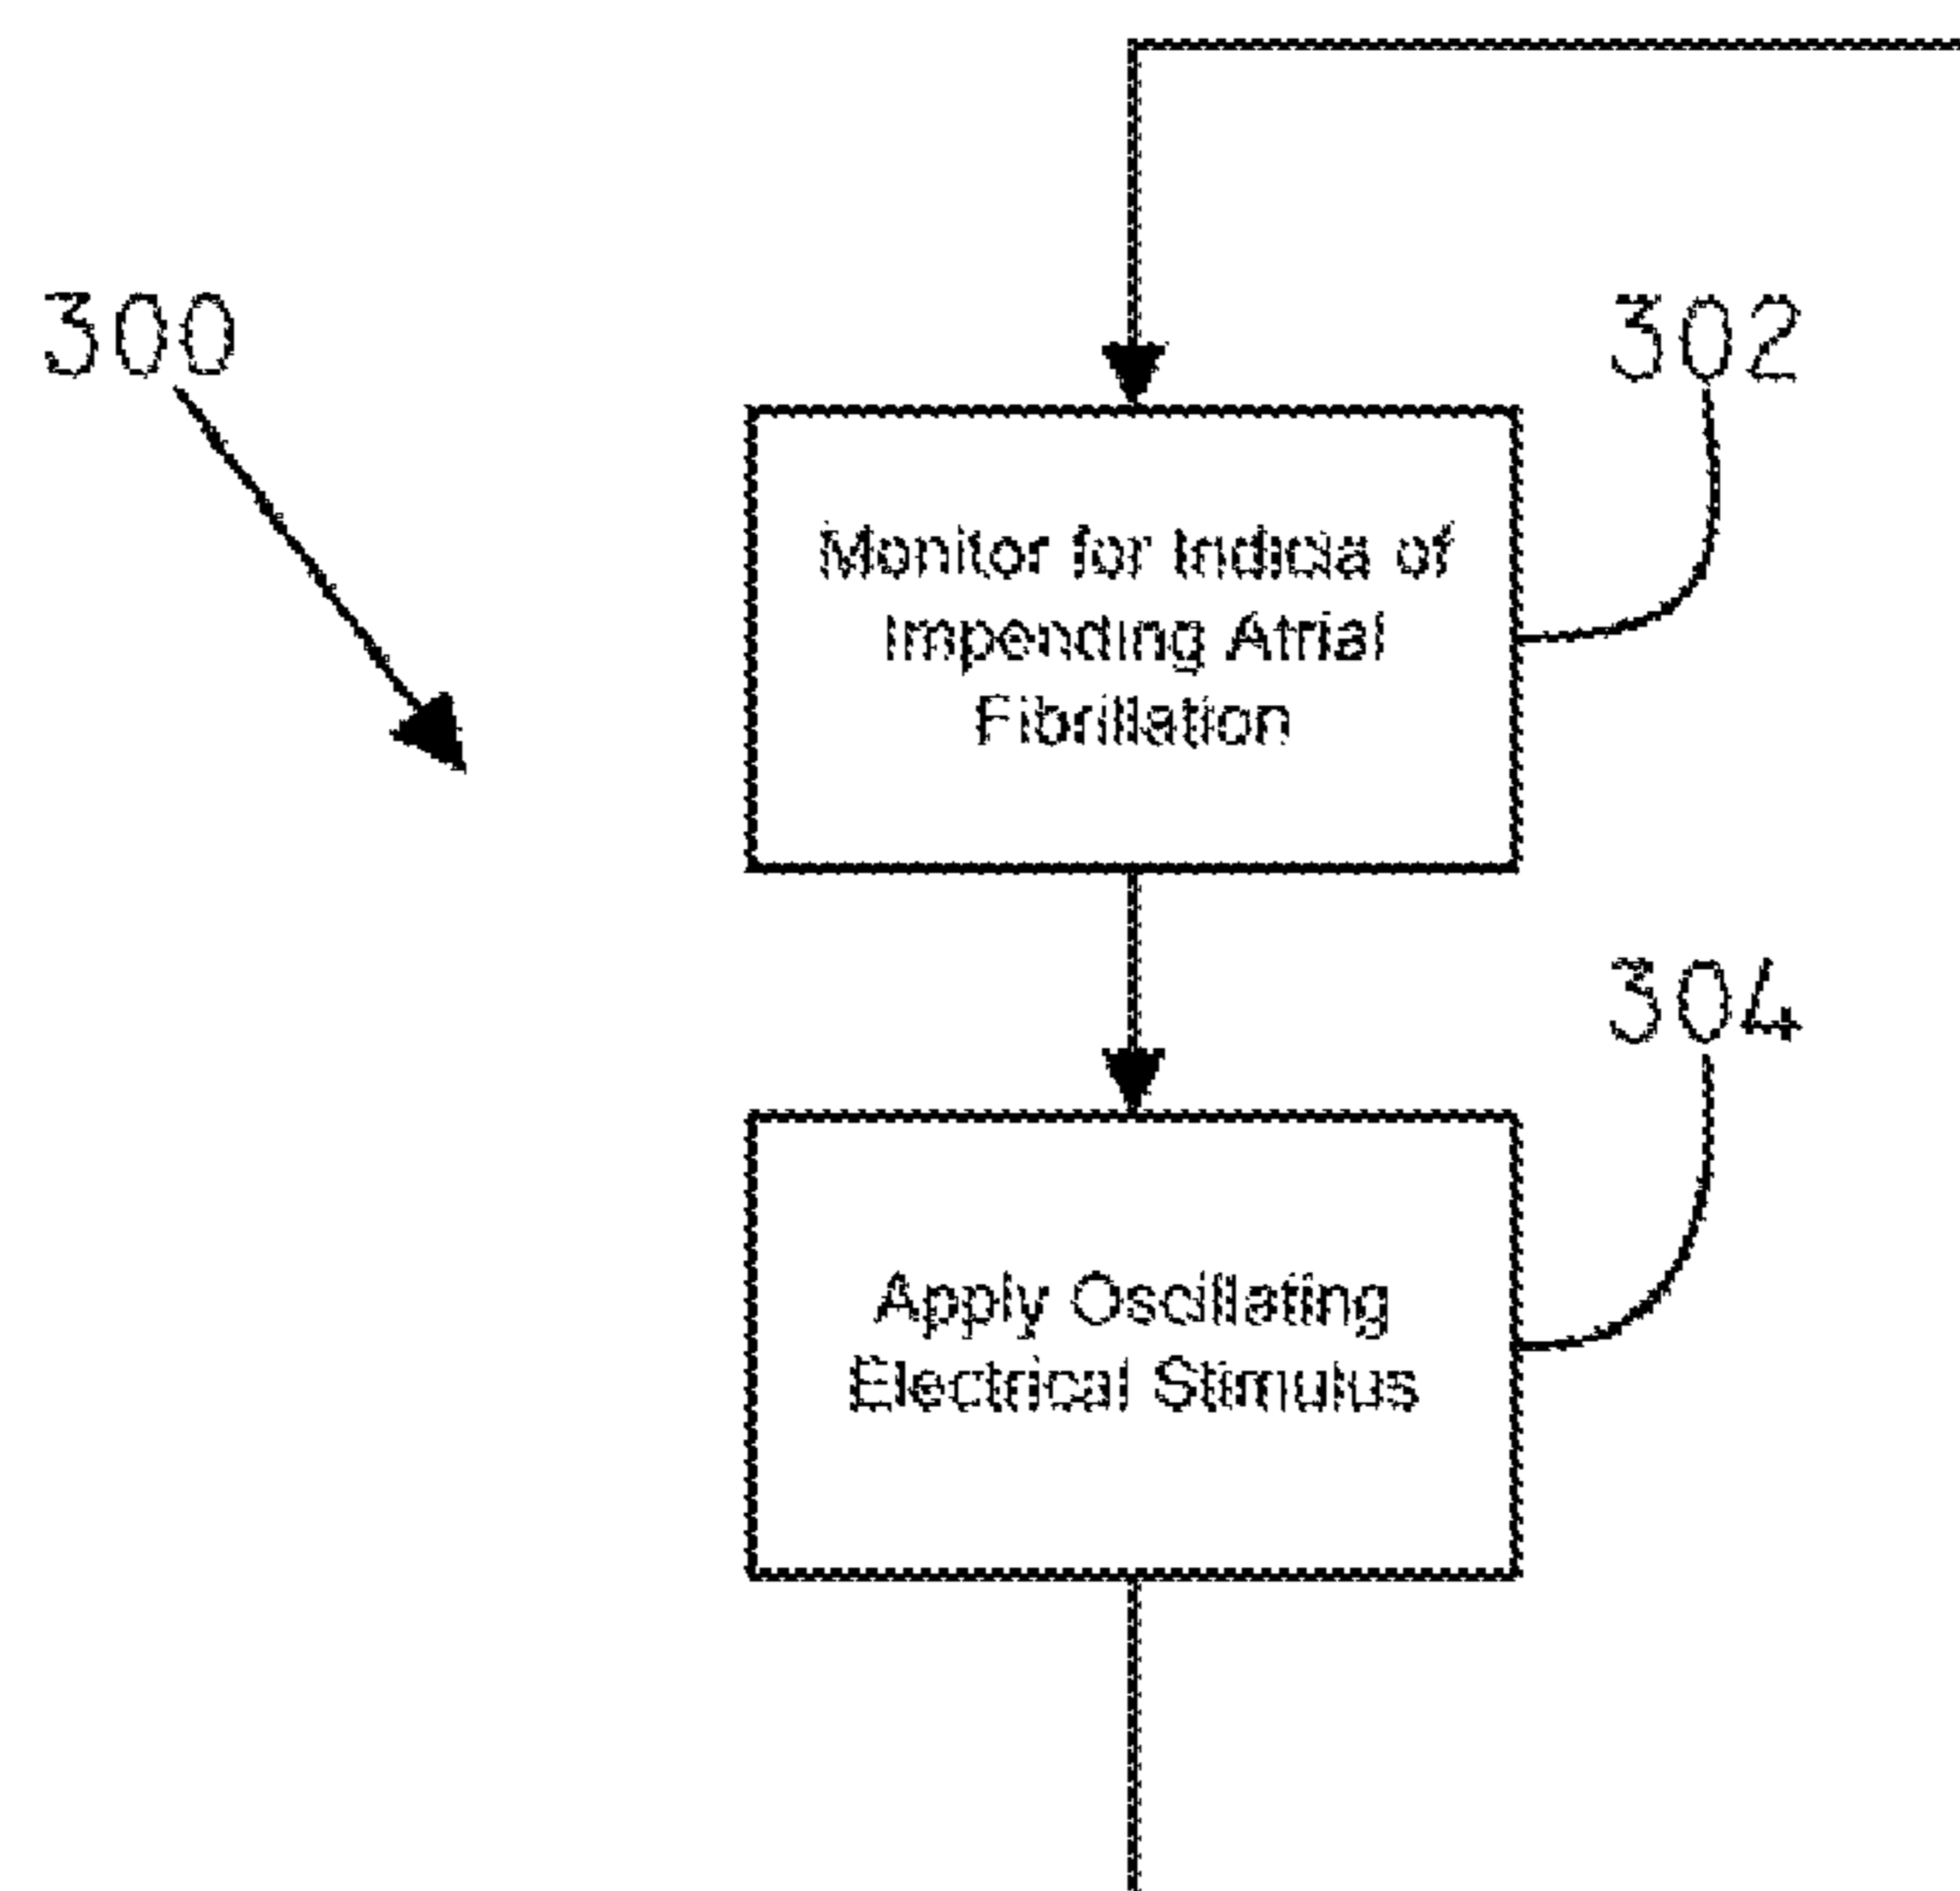 300
302
Monitor for Indicia of
Impending Atrial
Fibrillation
304
Apply Oscillating
Electrical Stimulus